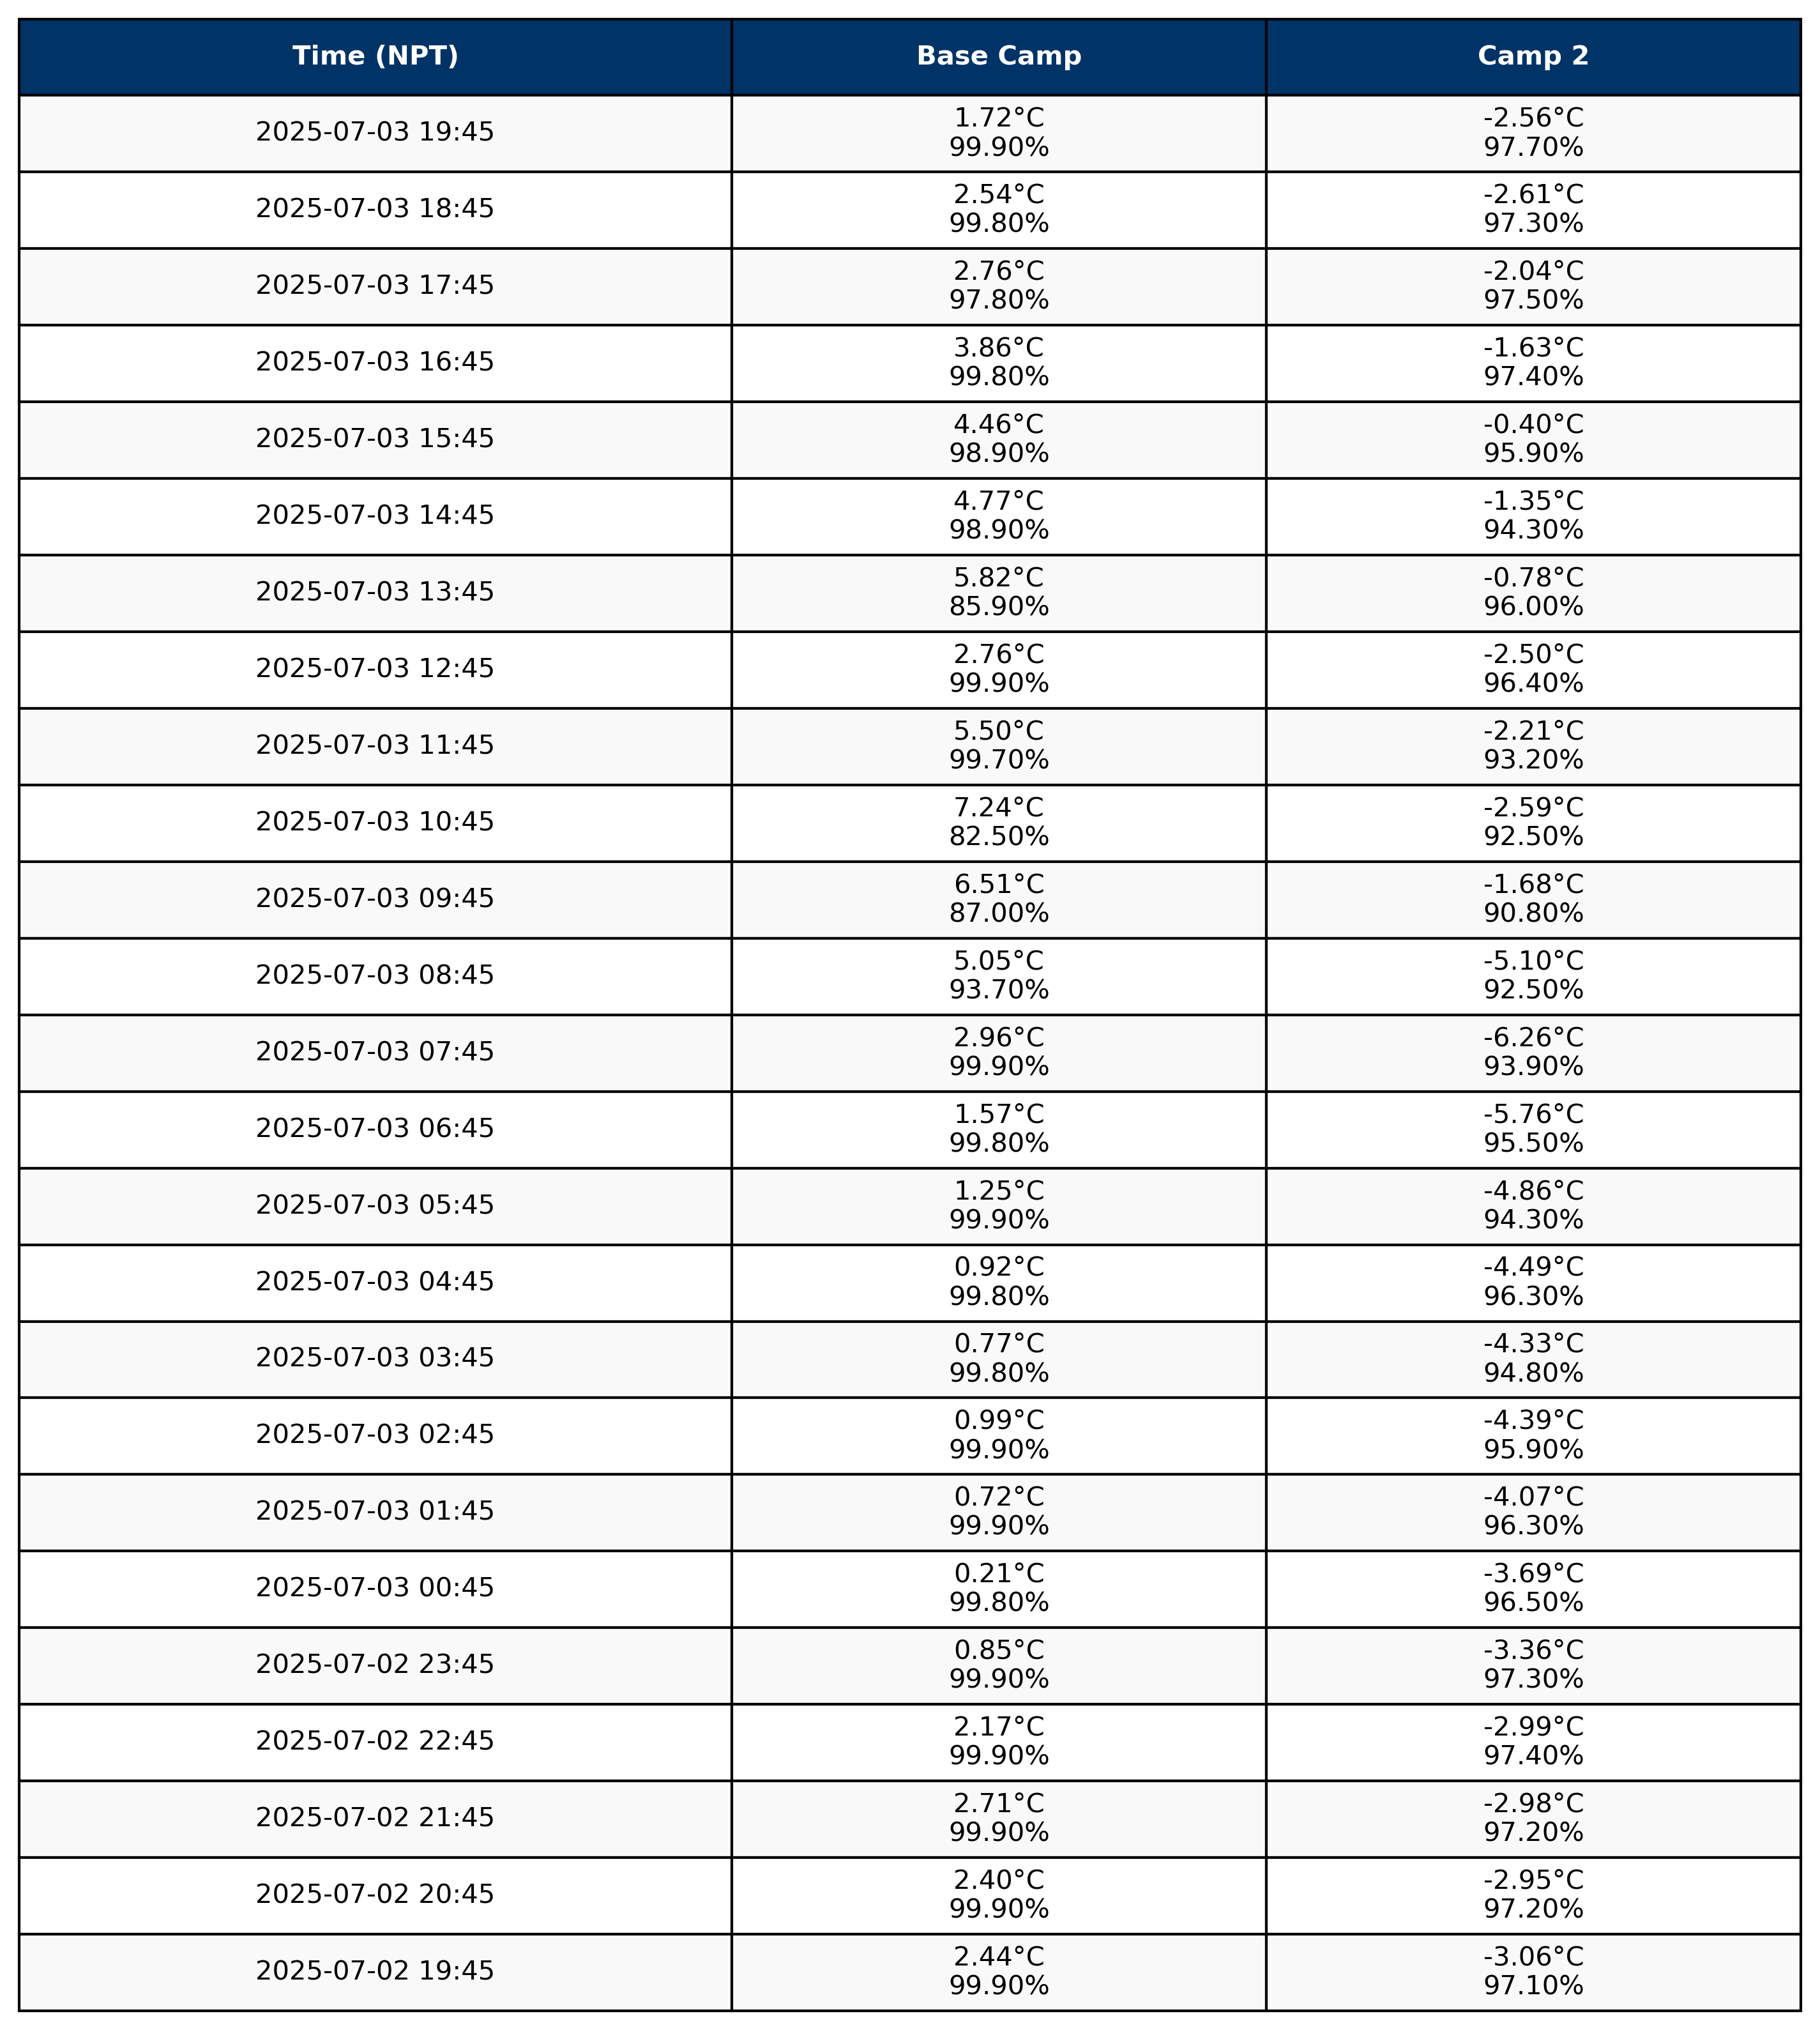 Time (NPT) Base Camp Camp 2
2025-07-03 19:45 1.72°C -2.56°C
99.90% 97.70%
2025-07-03 18:45 2.54°C -2.61°C
99.80% 97.30%
2025-07-03 17:45 2.76°C -2.04°C
97.80% 97.50%
2025-07-03 16:45 3.86°C -1.63°C
99.80% 97.40%
2025-07-03 15:45 4.46°C -0.40°C
98.90% 95.90%
2025-07-03 14:45 4.77°C -1.35°C
98.90% 94.30%
2025-07-03 13:45 5.82°C -0.78°C
85.90% 96.00%
2025-07-03 12:45 2.76°C -2.50°C
99.90% 96.40%
2025-07-03 11:45 5.50°C -2.21°C
99.70% 93.20%
2025-07-03 10:45 7.24°C -2.59°C
82.50% 92.50%
2025-07-03 09:45 6.51°C -1.68°C
87.00% 90.80%
2025-07-03 08:45 5.05°C -5.10°C
93.70% 92.50%
2025-07-03 07:45 2.96°C -6.26°C
99.90% 93.90%
2025-07-03 06:45 1.57°C -5.76°C
99.80% 95.50%
2025-07-03 05:45 1.25°C -4.86°C
99.90% 94.30%
2025-07-03 04:45 0.92°C -4.49°C
99.80% 96.30%
2025-07-03 03:45 0.77°C -4.33°C
99.80% 94.80%
2025-07-03 02:45 0.99°C -4.39°C
99.90% 95.90%
2025-07-03 01:45 0.72°C -4.07°C
99.90% 96.30%
2025-07-03 00:45 0.21°C -3.69°C
99.80% 96.50%
2025-07-02 23:45 0.85°C -3.36°C
99.90% 97.30%
2025-07-02 22:45 2.17°C -2.99°C
99.90% 97.40%
2025-07-02 21:45 2.71°C -2.98°C
99.90% 97.20%
2025-07-02 20:45 2.40°C -2.95°C
99.90% 97.20%
2025-07-02 19:45 2.44°C -3.06°C
99.90% 97.10%